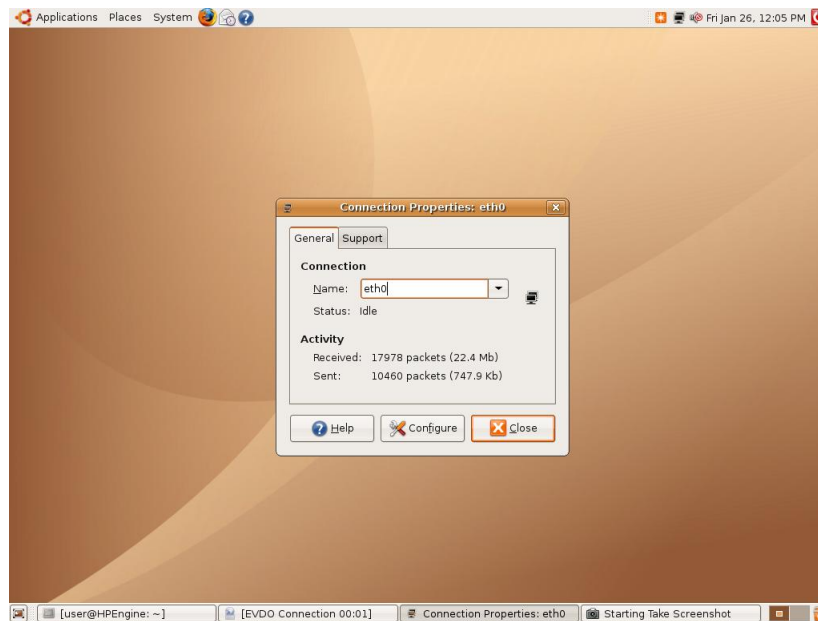 Applications Places System Fri Jan 26, 12:05 PM
Connection Properties: eth0
General Support
Connection
Name: eth0
Status: Idle
Activity
Received: 17978 packets (22.4 Mb)
Sent: 10460 packets (747.9 Kb)
Help Configure Close
[user@HPEngine: ~] [EVDO Connection 00:01] Connection Properties: eth0 Starting Take Screenshot